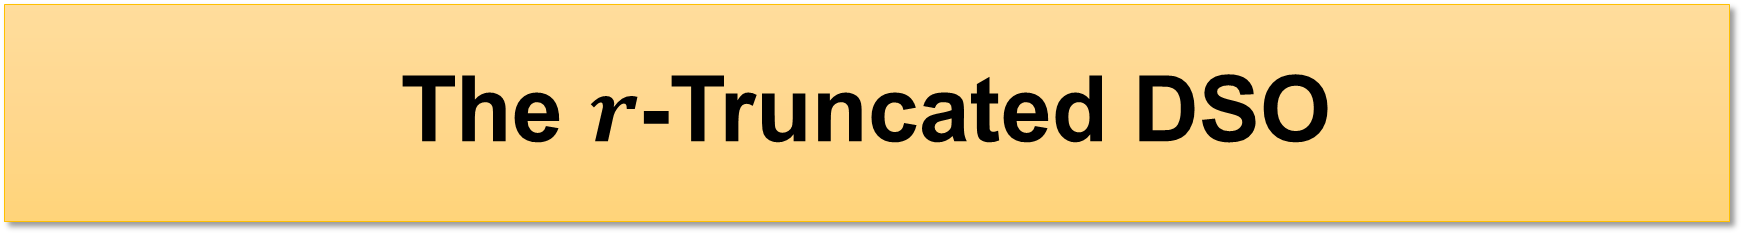 The 𝒓-Truncated DSO